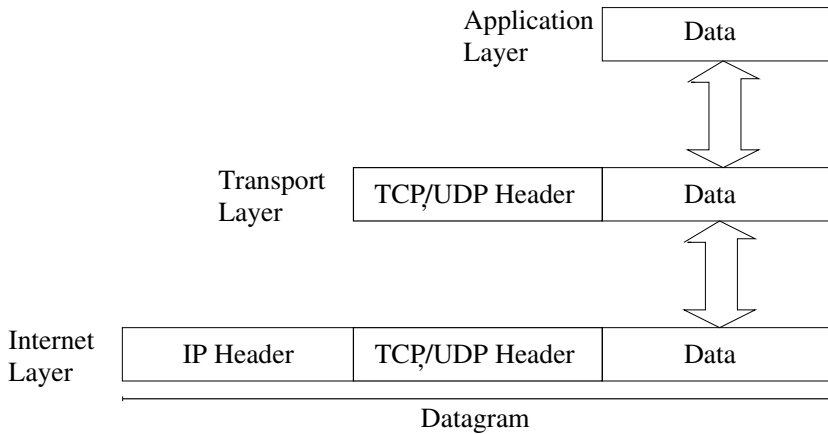 Application
Layer
Data
Transport
Layer
TCP/UDP Header
Data
Internet
Layer
IP Header
TCP/UDP Header
Data
Datagram